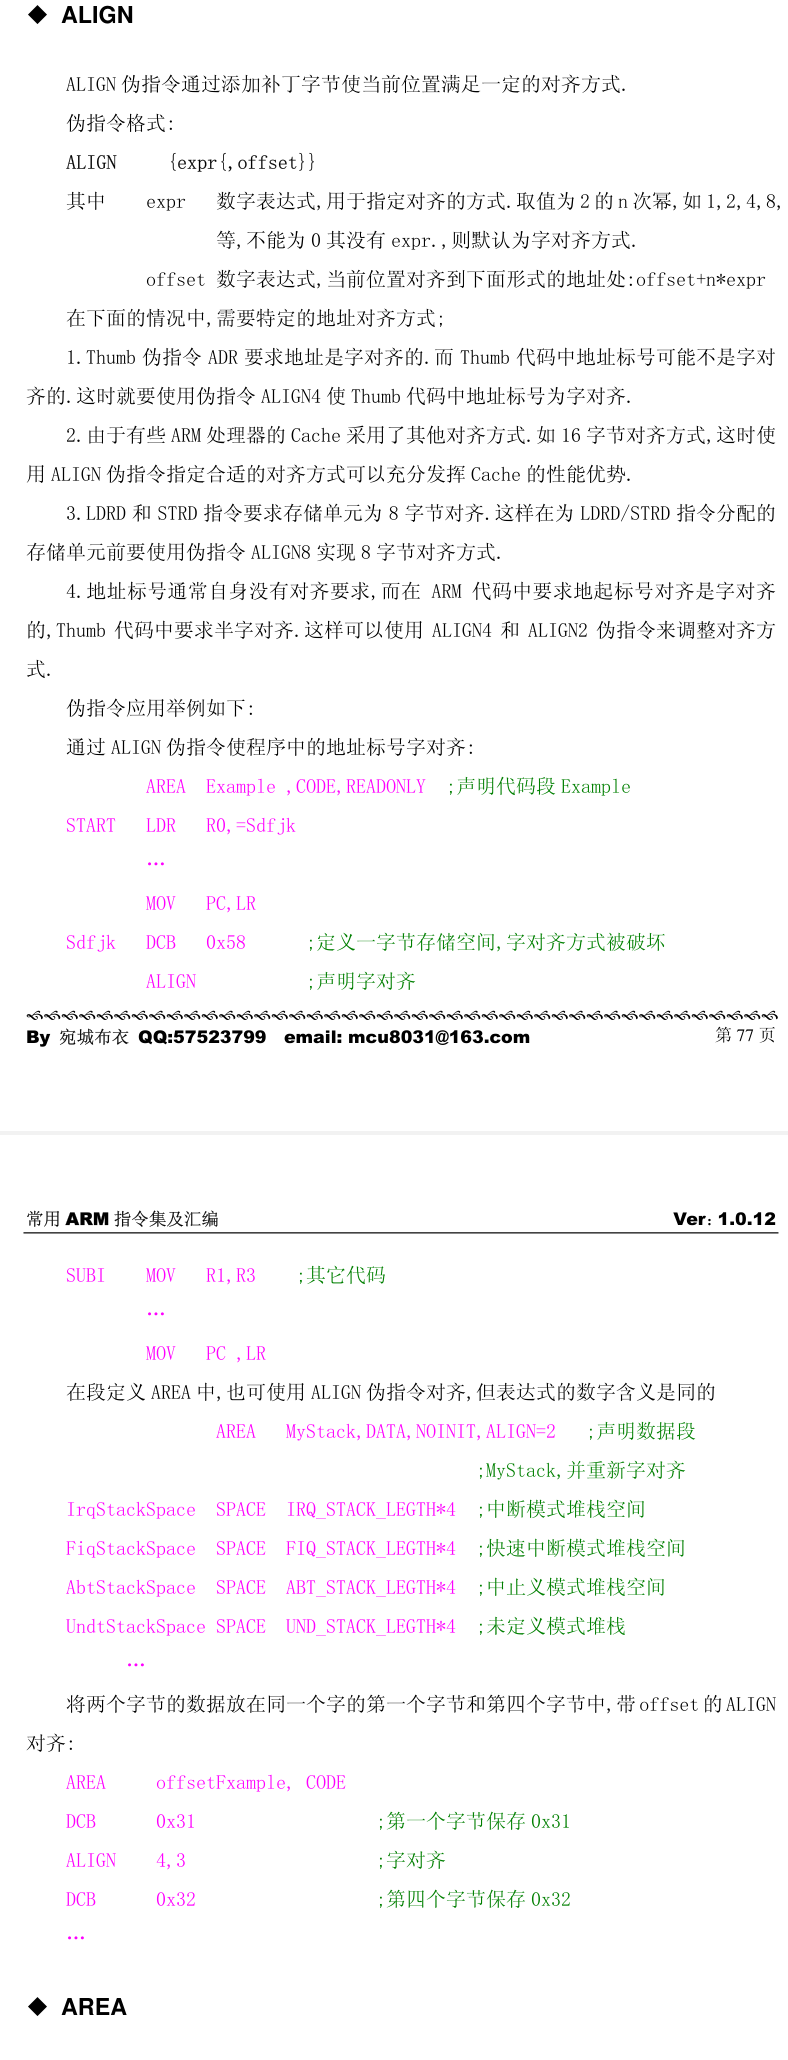 ◆ ALIGN
ALIGN 伪指令通过添加补丁字节使当前位置满足一定的对齐方式.
伪指令格式:
ALIGN {expr{,offset}}
其中 expr 数字表达式,用于指定对齐的方式.取值为 2 的 n 次幂,如 1,2,4,8,
等,不能为 0 其没有 expr.,则默认为字对齐方式.
offset 数字表达式,当前位置对齐到下面形式的地址处:offset+n*expr
在下面的情况中,需要特定的地址对齐方式;
1.Thumb 伪指令 ADR 要求地址是字对齐的.而 Thumb 代码中地址标号可能不是字对
齐的.这时就要使用伪指令 ALIGN4 使 Thumb 代码中地址标号为字对齐.
2.由于有些 ARM 处理器的 Cache 采用了其他对齐方式.如 16 字节对齐方式,这时使
用 ALIGN 伪指令指定合适的对齐方式可以充分发挥 Cache 的性能优势.
3.LDRD 和 STRD 指令要求存储单元为 8 字节对齐.这样在为 LDRD/STRD 指令分配的
存储单元前要使用伪指令 ALIGN8 实现 8 字节对齐方式.
4.地址标号通常自身没有对齐要求,而在 ARM 代码中要求地起标号对齐是字对齐
的,Thumb 代码中要求半字对齐.这样可以使用 ALIGN4 和 ALIGN2 伪指令来调整对齐方
式.
伪指令应用举例如下:
通过 ALIGN 伪指令使程序中的地址标号字对齐:
AREA Example ,CODE,READONLY ;声明代码段 Example
START LDR R0,=Sdfjk
…
MOV PC,LR
Sdfjk DCB 0x58 ;定义一字节存储空间,字对齐方式被破坏
ALIGN ;声明字对齐
By 宛城布衣 QQ:57523799 email: mcu8031@163.com 第 77 页
常用 ARM 指令集及汇编 Ver: 1.0.12
SUBI MOV R1,R3 ;其它代码
…
MOV PC ,LR
在段定义 AREA 中,也可使用 ALIGN 伪指令对齐,但表达式的数字含义是同的
AREA MyStack,DATA,NOINIT,ALIGN=2 ;声明数据段
;MyStack,并重新字对齐
IrqStackSpace SPACE IRQ_STACK_LEGTH*4 ;中断模式堆栈空间
FiqStackSpace SPACE FIQ_STACK_LEGTH*4 ;快速中断模式堆栈空间
AbtStackSpace SPACE ABT_STACK_LEGTH*4 ;中止义模式堆栈空间
UndtStackSpace SPACE UND_STACK_LEGTH*4 ;未定义模式堆栈
…
将两个字节的数据放在同一个字的第一个字节和第四个字节中,带 offset 的 ALIGN
对齐:
AREA offsetFxample, CODE
DCB 0x31 ;第一个字节保存 0x31
ALIGN 4,3 ;字对齐
DCB 0x32 ;第四个字节保存 0x32
…
◆ AREA